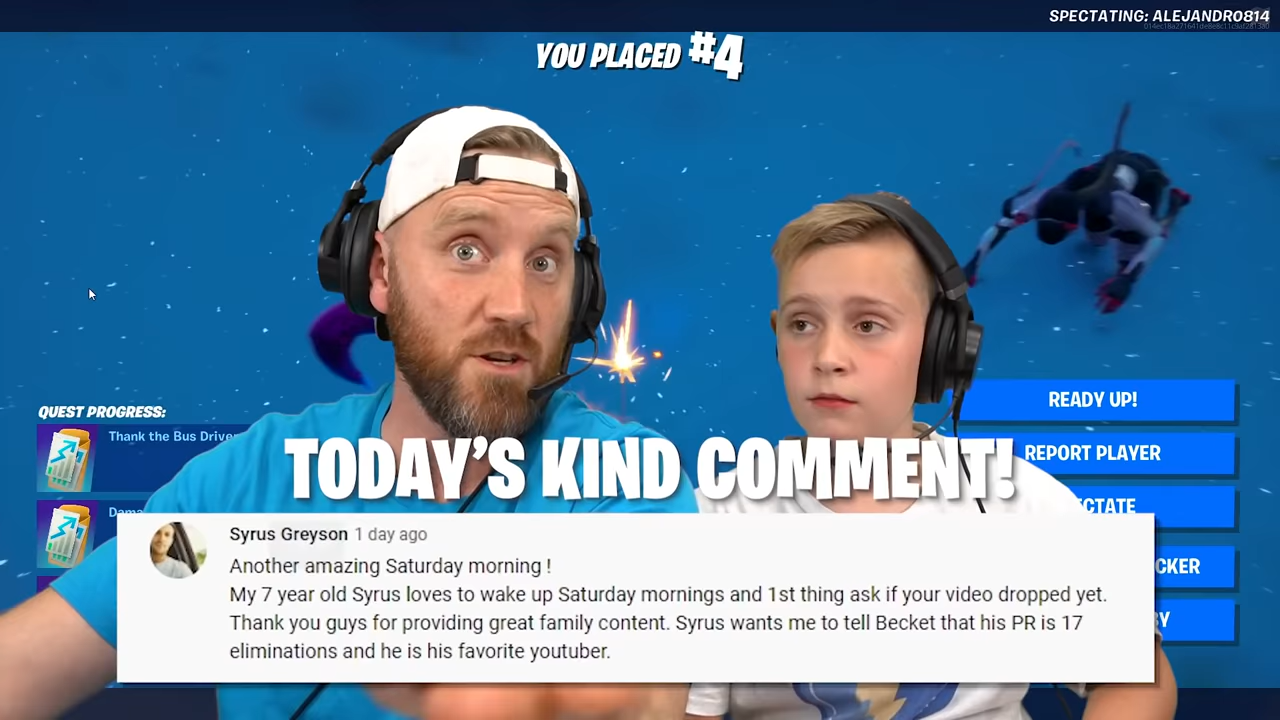 SPECTATING: ALEJANDRO814
YOU PLACED #4
QUEST PROGRESS:
Thank the Bus Driver
READY UP!
REPORT PLAYER
TODAY'S KIND COMMENT!
Syrus Greyson 1 day ago
Another amazing Saturday morning !
My 7 year old Syrus loves to wake up Saturday mornings and 1st thing ask if your video dropped yet.
Thank you guys for providing great family content. Syrus wants me to tell Becket that his PR is 17
eliminations and he is his favorite youtuber.